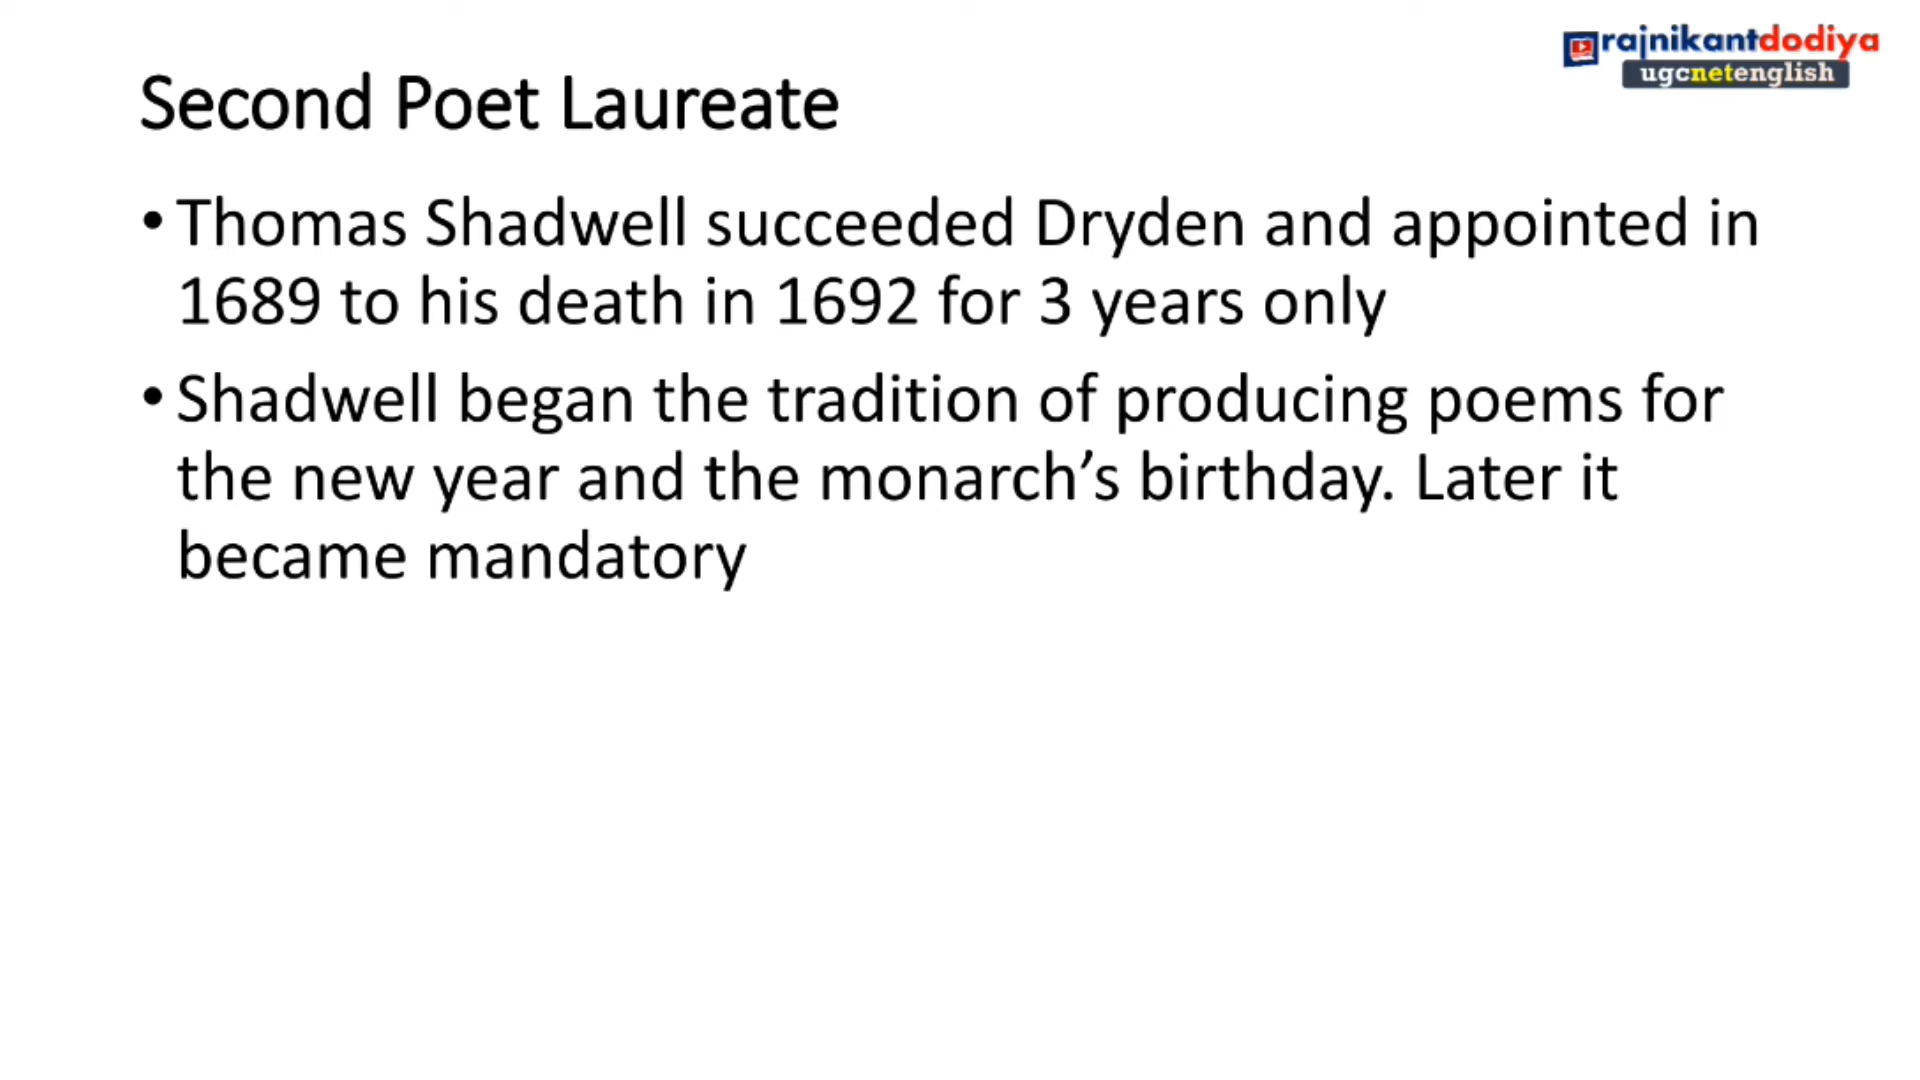 rajnikantdodiya
ugcnetenglish
Second Poet Laureate
• Thomas Shadwell succeeded Dryden and appointed in
1689 to his death in 1692 for 3 years only
• Shadwell began the tradition of producing poems for
the new year and the monarch’s birthday. Later it
became mandatory